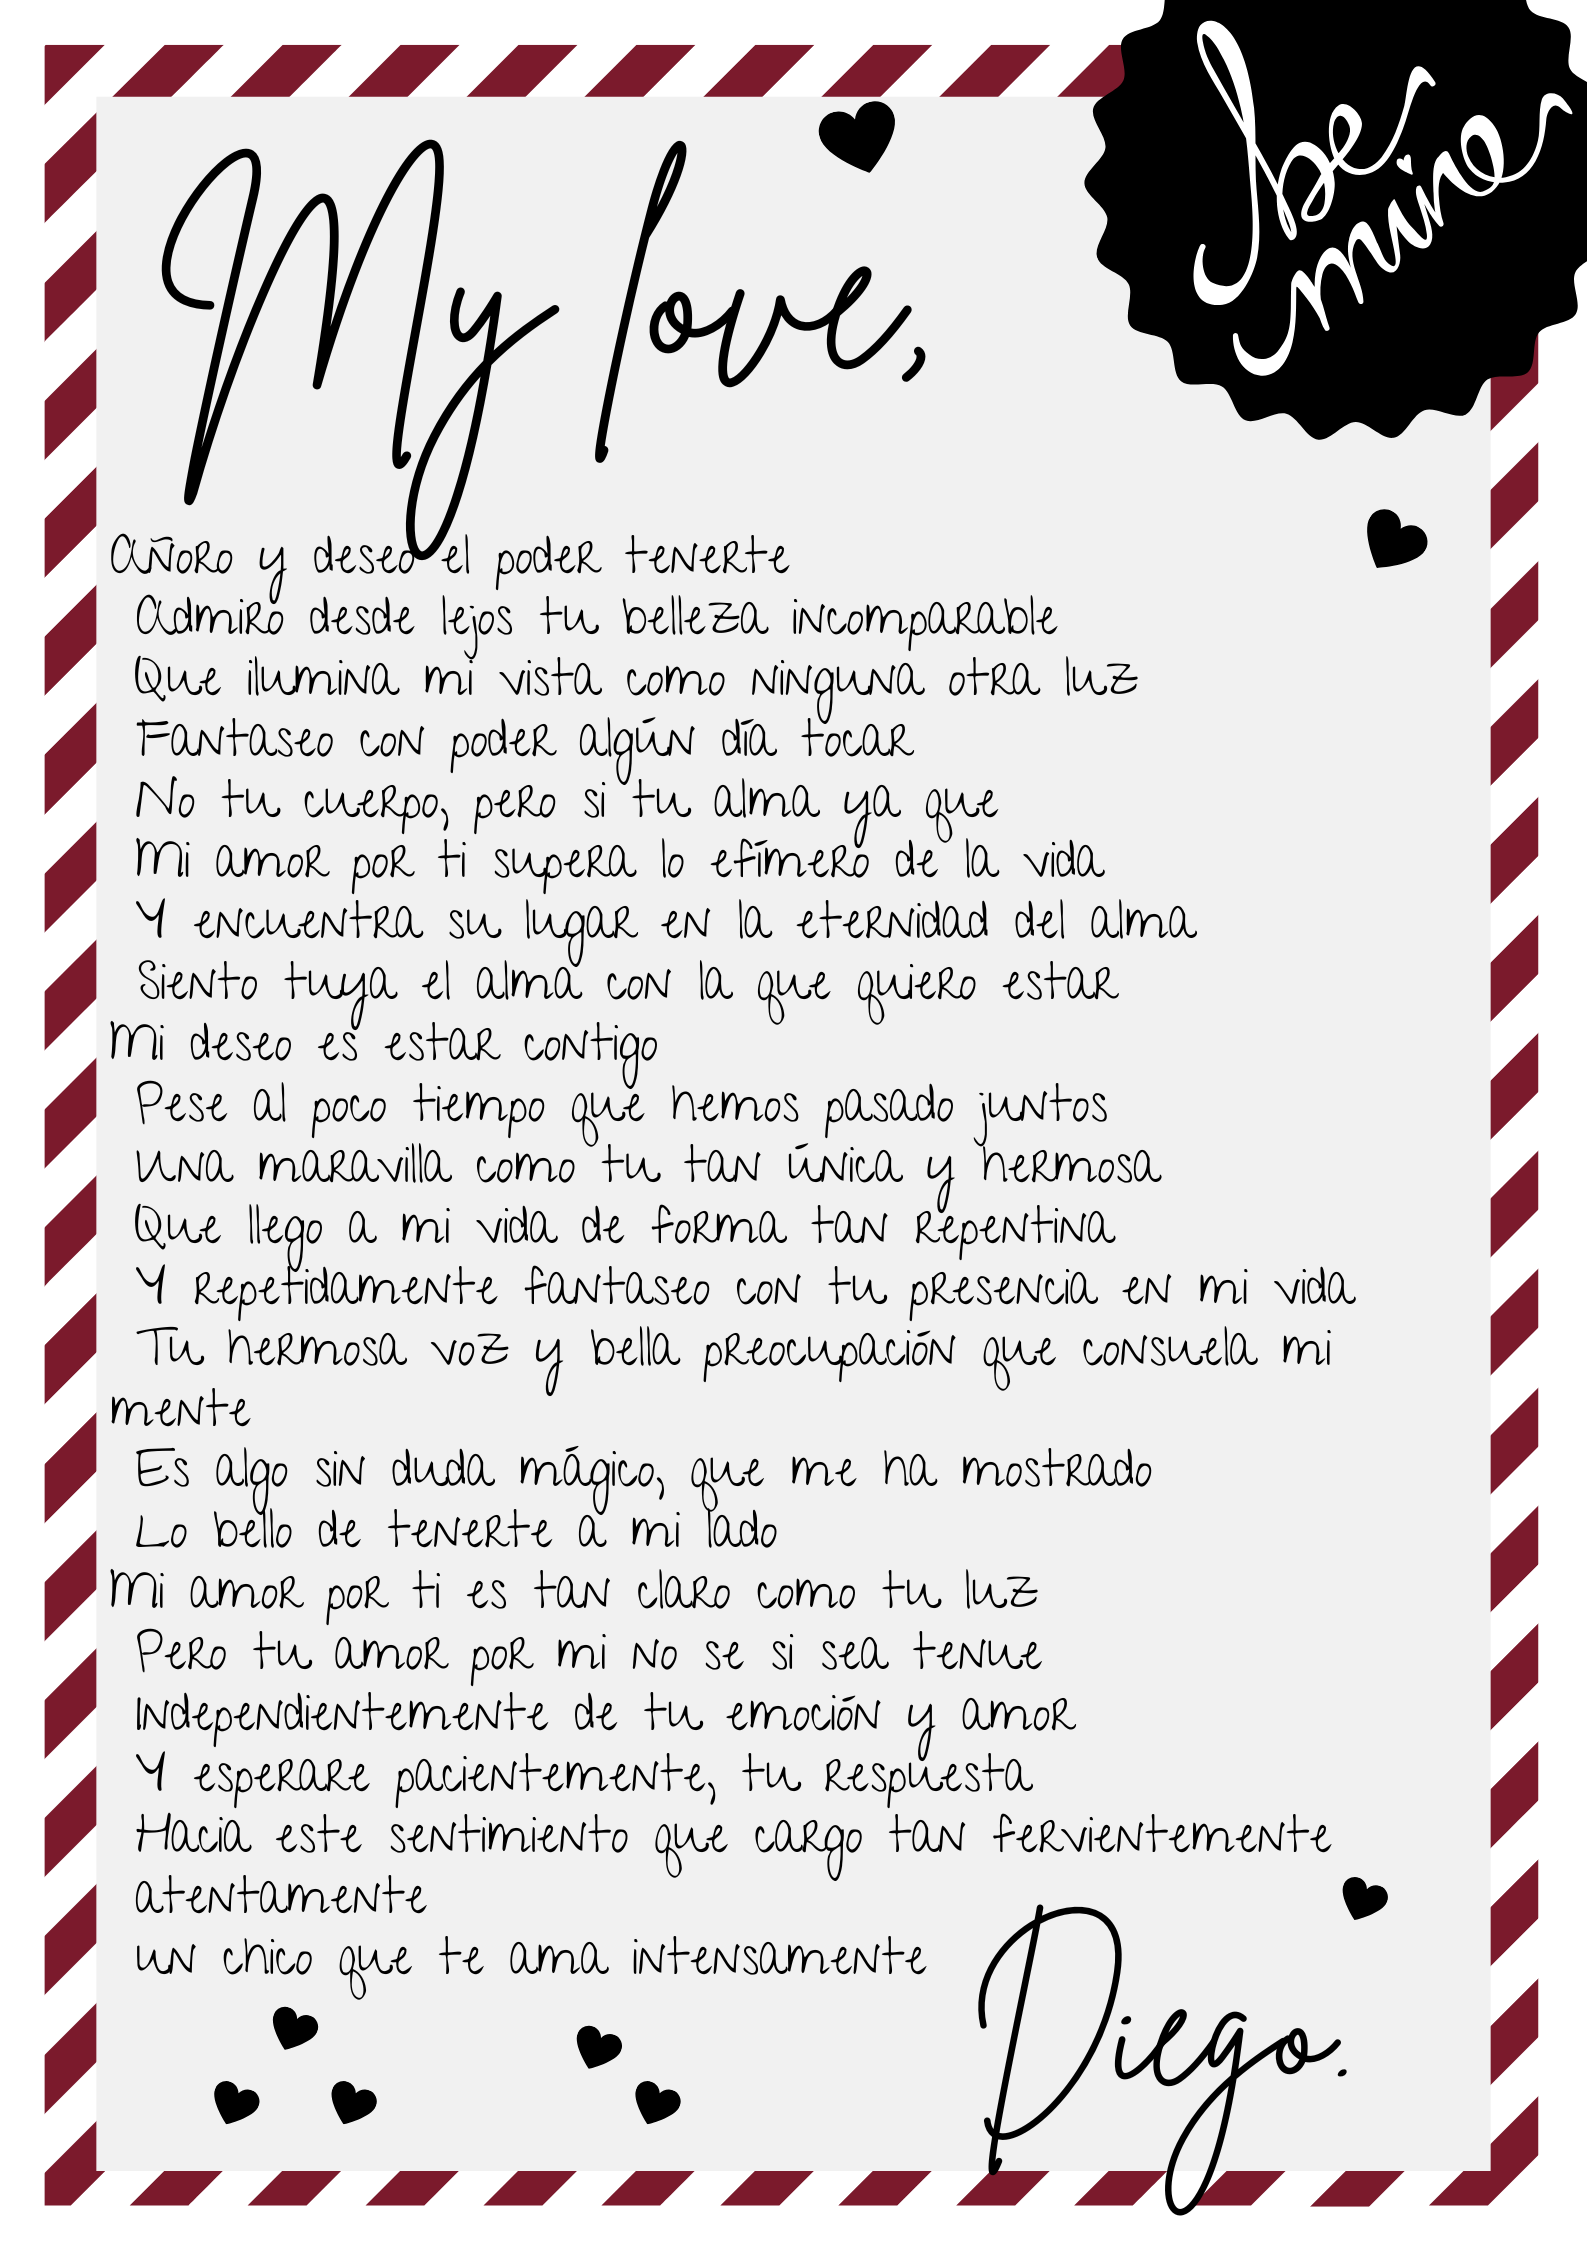 be
mine
My love,
Añoro y deseo el poder tenerte
Admiro desde lejos tu belleza incomparable
Que ilumina mi vista como ninguna otra luz
Fantaseo con poder algún día tocar
No tu cuerpo, pero si tu alma ya que
Mi amor por ti supera lo efímero de la vida
Y encuentra su lugar en la eternidad del alma
Siento tuya el alma con la que quiero estar
Mi deseo es estar contigo
Pese al poco tiempo que hemos pasado juntos
Una maravilla como tu tan única y hermosa
Que llego a mi vida de forma tan repentina
Y repetidamente fantaseo con tu presencia en mi vida
Tu hermosa voz y bella preocupación que consuela mi
mente
Es algo sin duda mágico, que me ha mostrado
Lo bello de tenerte a mi lado
Mi amor por ti es tan claro como tu luz
Pero tu amor por mi no se si sea tenue
Independientemente de tu emoción y amor
Y esperare pacientemente, tu respuesta
Hacia este sentimiento que cargo tan fervientemente
atentamente
un chico que te ama intensamente
Diego.